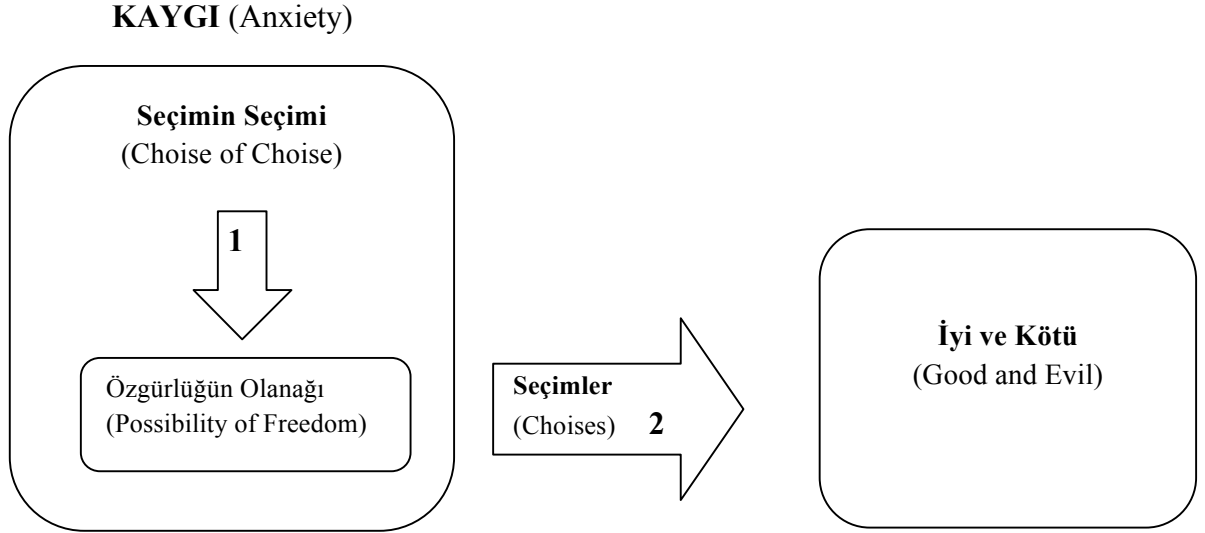 KAYGI (Anxiety)
Seçimin Seçimi
(Choise of Choise)
1
Özgürlüğün Olanağı
(Possibility of Freedom)
Seçimler
(Choises) 2
İyi ve Kötü
(Good and Evil)